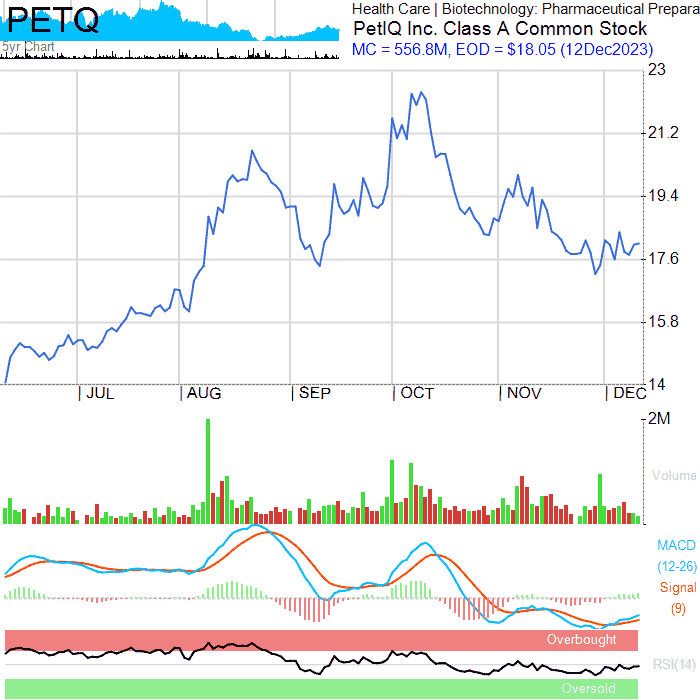 PETQ
5yr Chart
Health Care | Biotechnology: Pharmaceutical Prepara
PetIQ Inc. Class A Common Stock
MC = 556.8M, EOD = $18.05 (12Dec2023)
23
21.2
19.4
17.6
15.8
14
JUL AUG SEP OCT NOV DEC
2M
Volume
MACD
(12-26)
Signal
(9)
Overbought
RSI(14)
Oversold